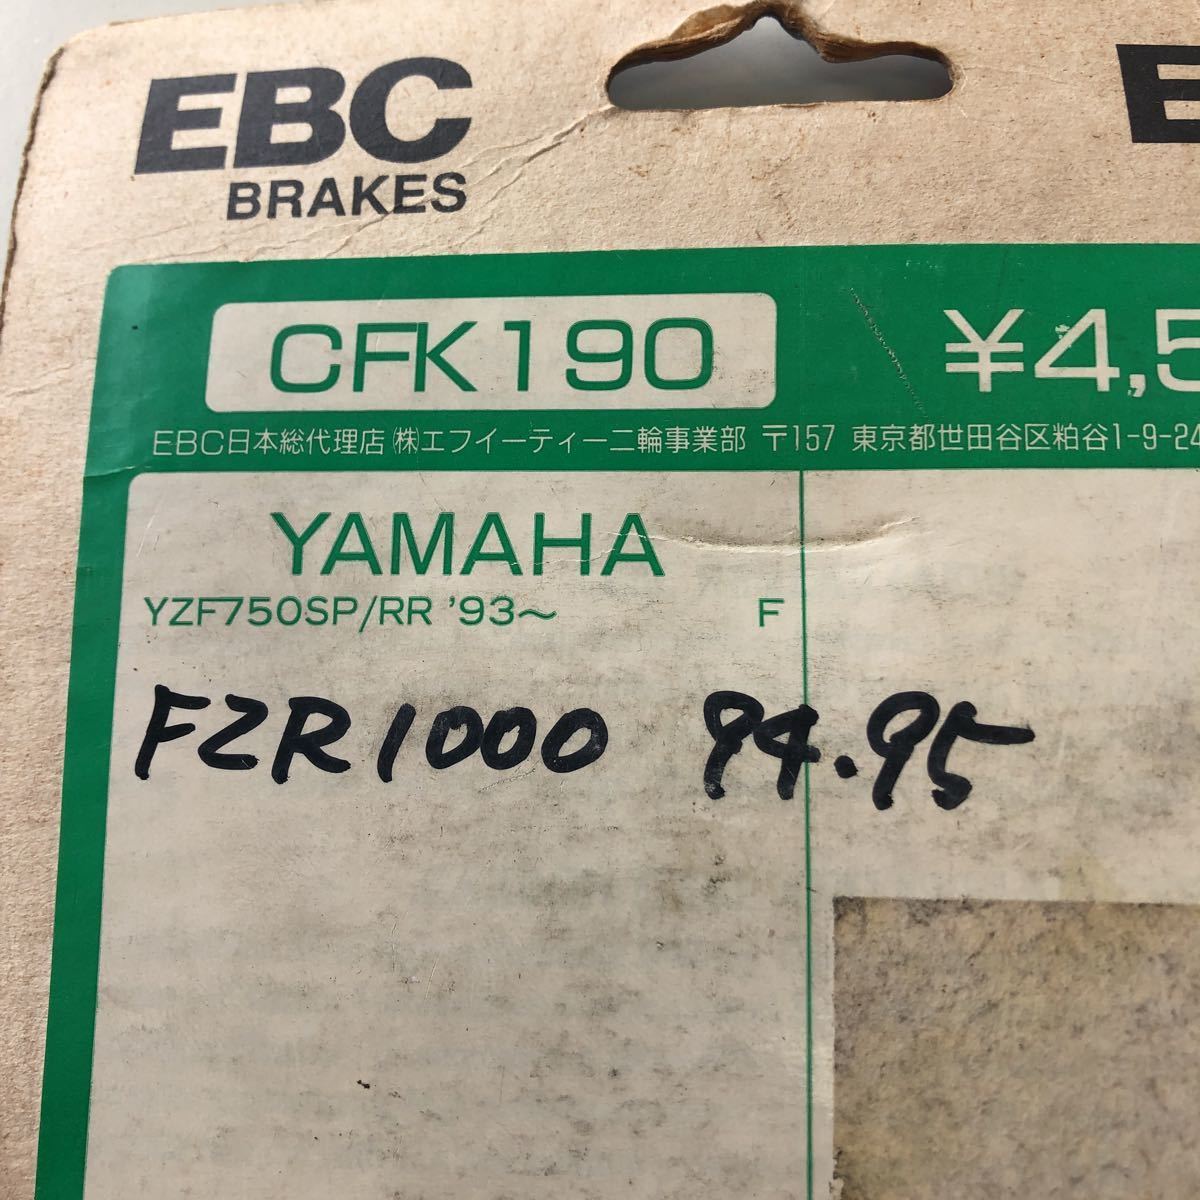 EBC
BRAKES
E
CFK190 ¥4,5
EBC日本総代理店 ㈱エフイーティー二輪事業部 〒157 東京都世田谷区粕谷1-9-24
YAMAHA
YZF750SP/RR '93～ F
FZR1000 94.95